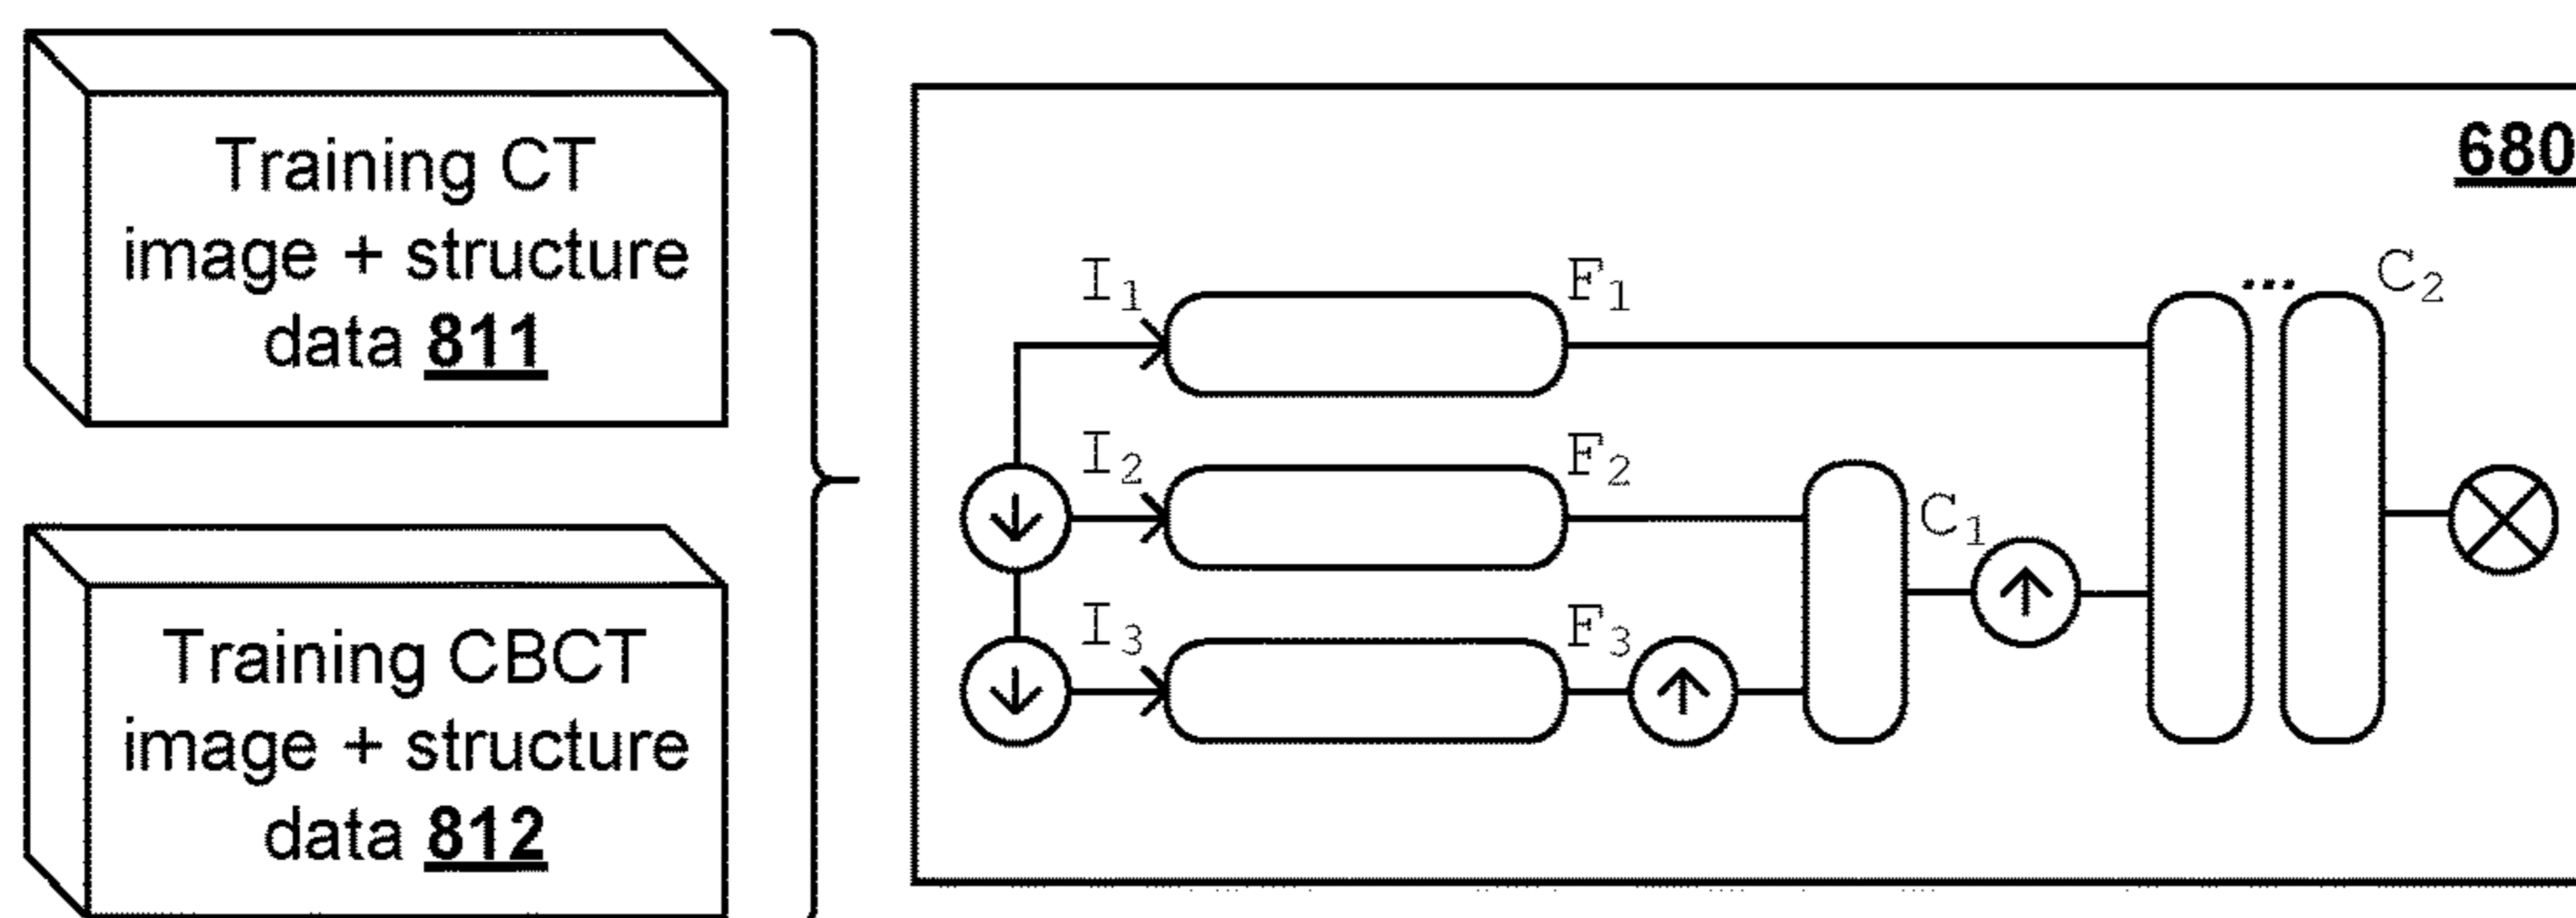 Training CT
image + structure
data 811
Training CBCT
image + structure
data 812
680
I₁ F₁ ... C₂
I₂ F₂ C₁
I₃ F₃